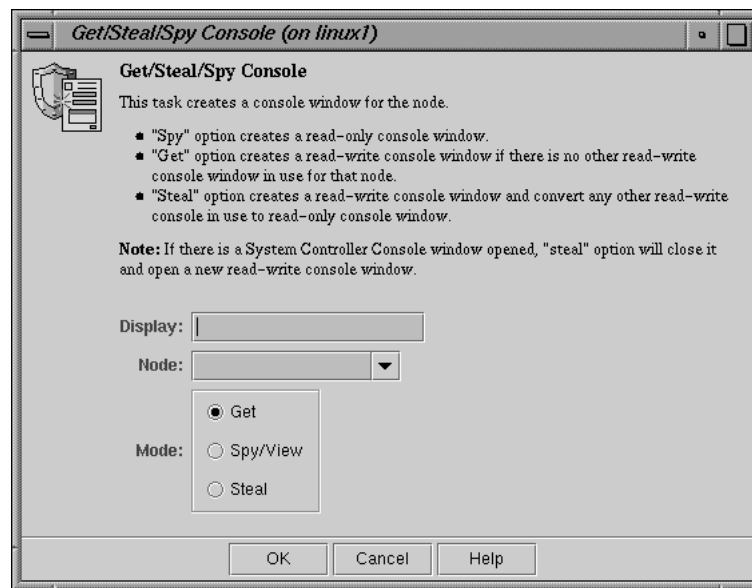 Get/Steal/Spy Console (on linux1)
Get/Steal/Spy Console
This task creates a console window for the node.
"Spy" option creates a read-only console window.
"Get" option creates a read-write console window if there is no other read-write
console window in use for that node.
"Steal" option creates a read-write console window and convert any other read-write
console in use to read-only console window.
Note: If there is a System Controller Console window opened, "steal" option will close it
and open a new read-write console window.
Display:
Node:
Mode:
Get
Spy/View
Steal
OK Cancel Help